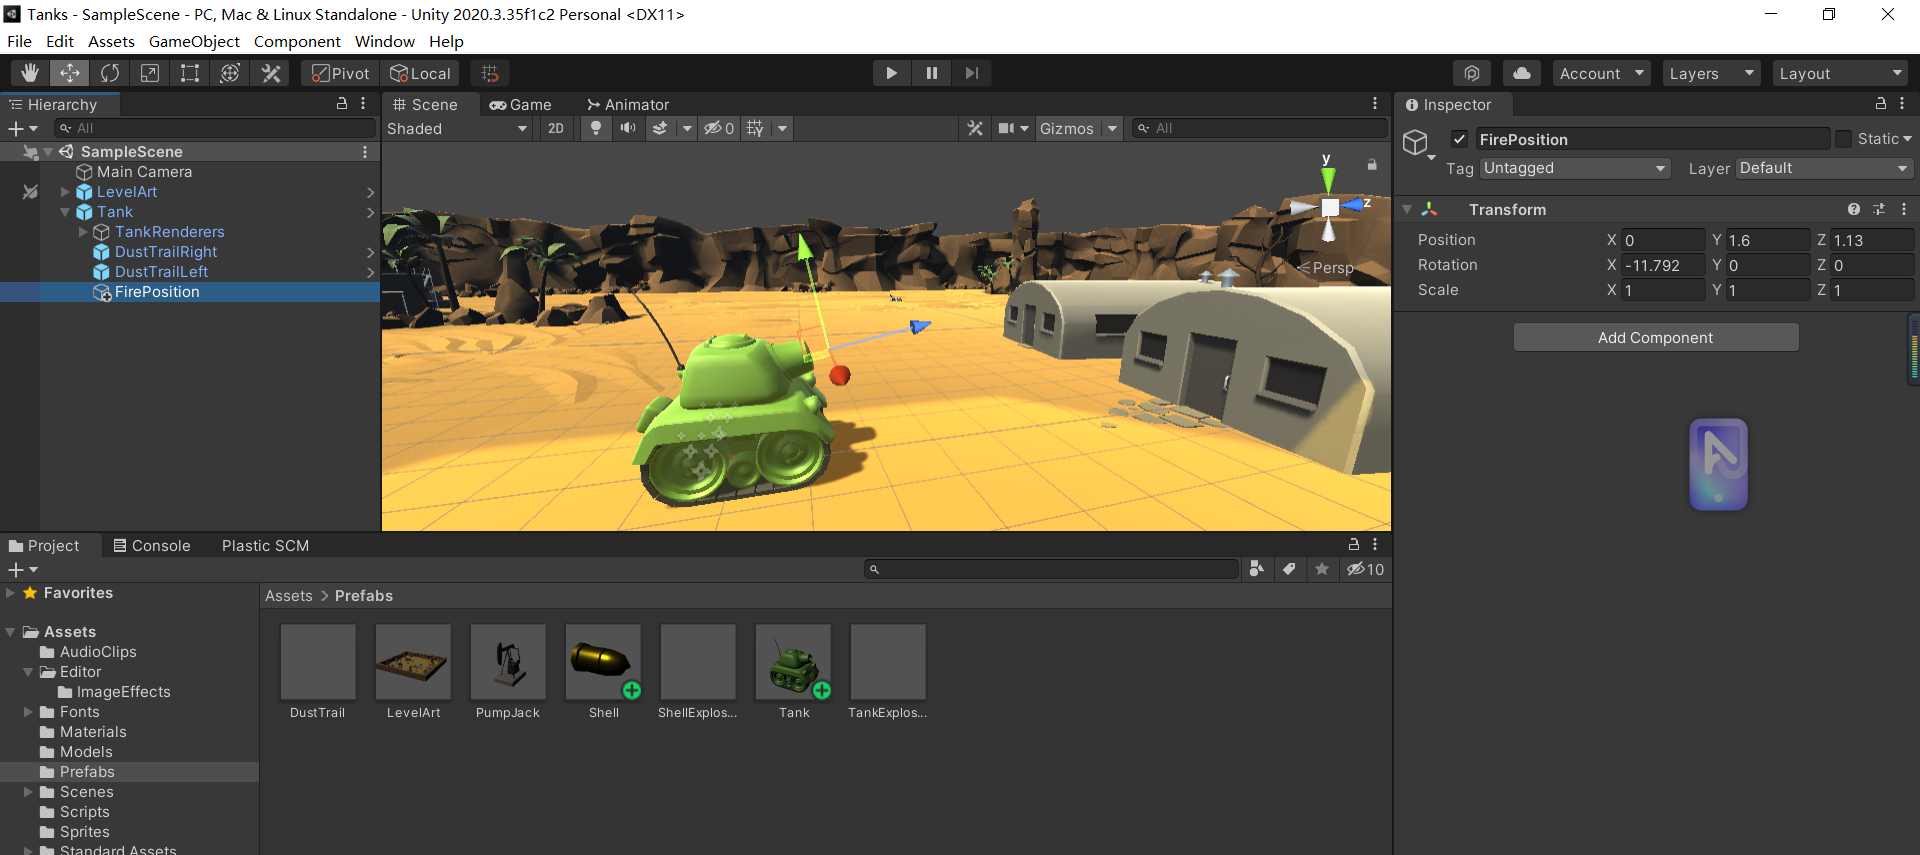 Tanks - SampleScene - PC, Mac & Linux Standalone - Unity 2020.3.35f1c2 Personal <DX11>
File Edit Assets GameObject Component Window Help
Pivot Local Account Layers Layout
Hierarchy
All
SampleScene
Main Camera
LevelArt
Tank
TankRenderers
DustTrailRight
DustTrailLeft
FirePosition
Scene Game Animator
Shaded 2D 0 Gizmos All
y
z
Persp
Inspector
FirePosition Static
Tag Untagged Layer Default
Transform
Position X 0 Y 1.6 Z 1.13
Rotation X -11.792 Y 0 Z 0
Scale X 1 Y 1 Z 1
Add Component
Project Console Plastic SCM
10
Favorites
Assets
AudioClips
Editor
ImageEffects
Fonts
Materials
Models
Prefabs
Scenes
Scripts
Sprites
Standard Assets
Assets > Prefabs
DustTrail LevelArt PumpJack Shell ShellExplos... Tank TankExplos...